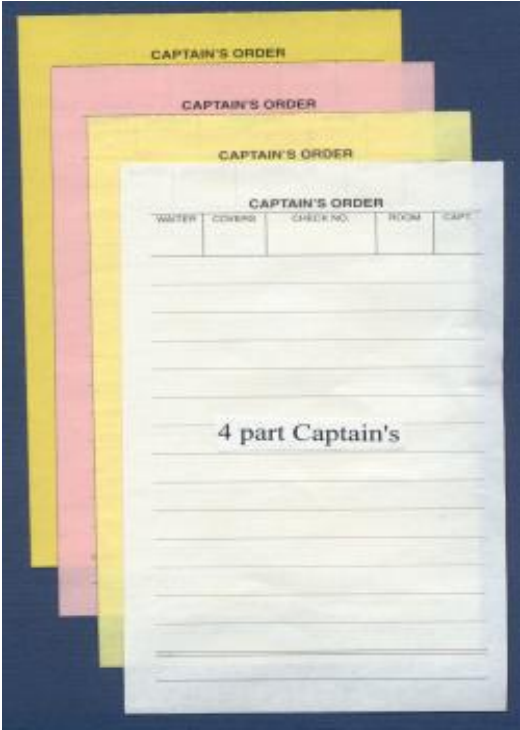 CAPTAIN'S ORDER
CAPTAIN'S ORDER
CAPTAIN'S ORDER
CAPTAIN'S ORDER
WAITER COVERS CHECK NO. ROOM CAPT.
4 part Captain's